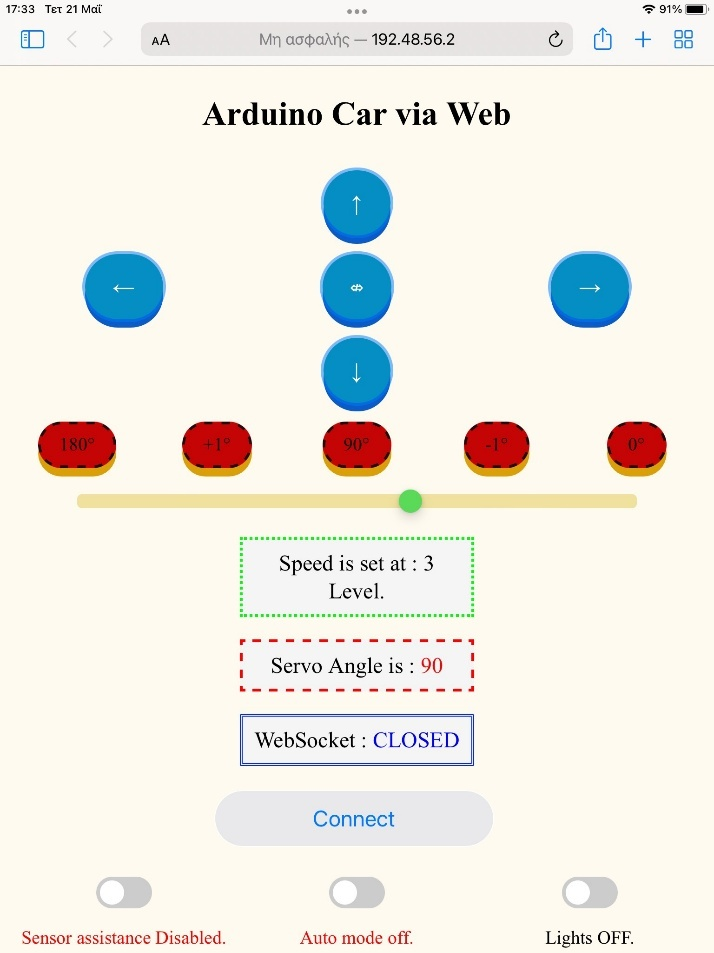 17:33 Τετ 21 Μαΐ
91%
AA
Μη ασφαλής — 192.48.56.2
Arduino Car via Web
↑
← →
↓
180° +1° 90° -1° 0°
Speed is set at : 3
Level.
Servo Angle is : 90
WebSocket : CLOSED
Connect
Sensor assistance Disabled. Auto mode off. Lights OFF.